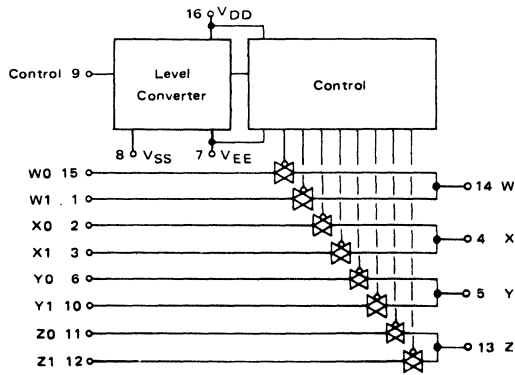 16 VDD
Control 9
Level
Converter
Control
8 VSS
7 VEE
W0 15
14 W
W1 1
X0 2
4 X
X1 3
Y0 6
5 Y
Y1 10
Z0 11
13 Z
Z1 12